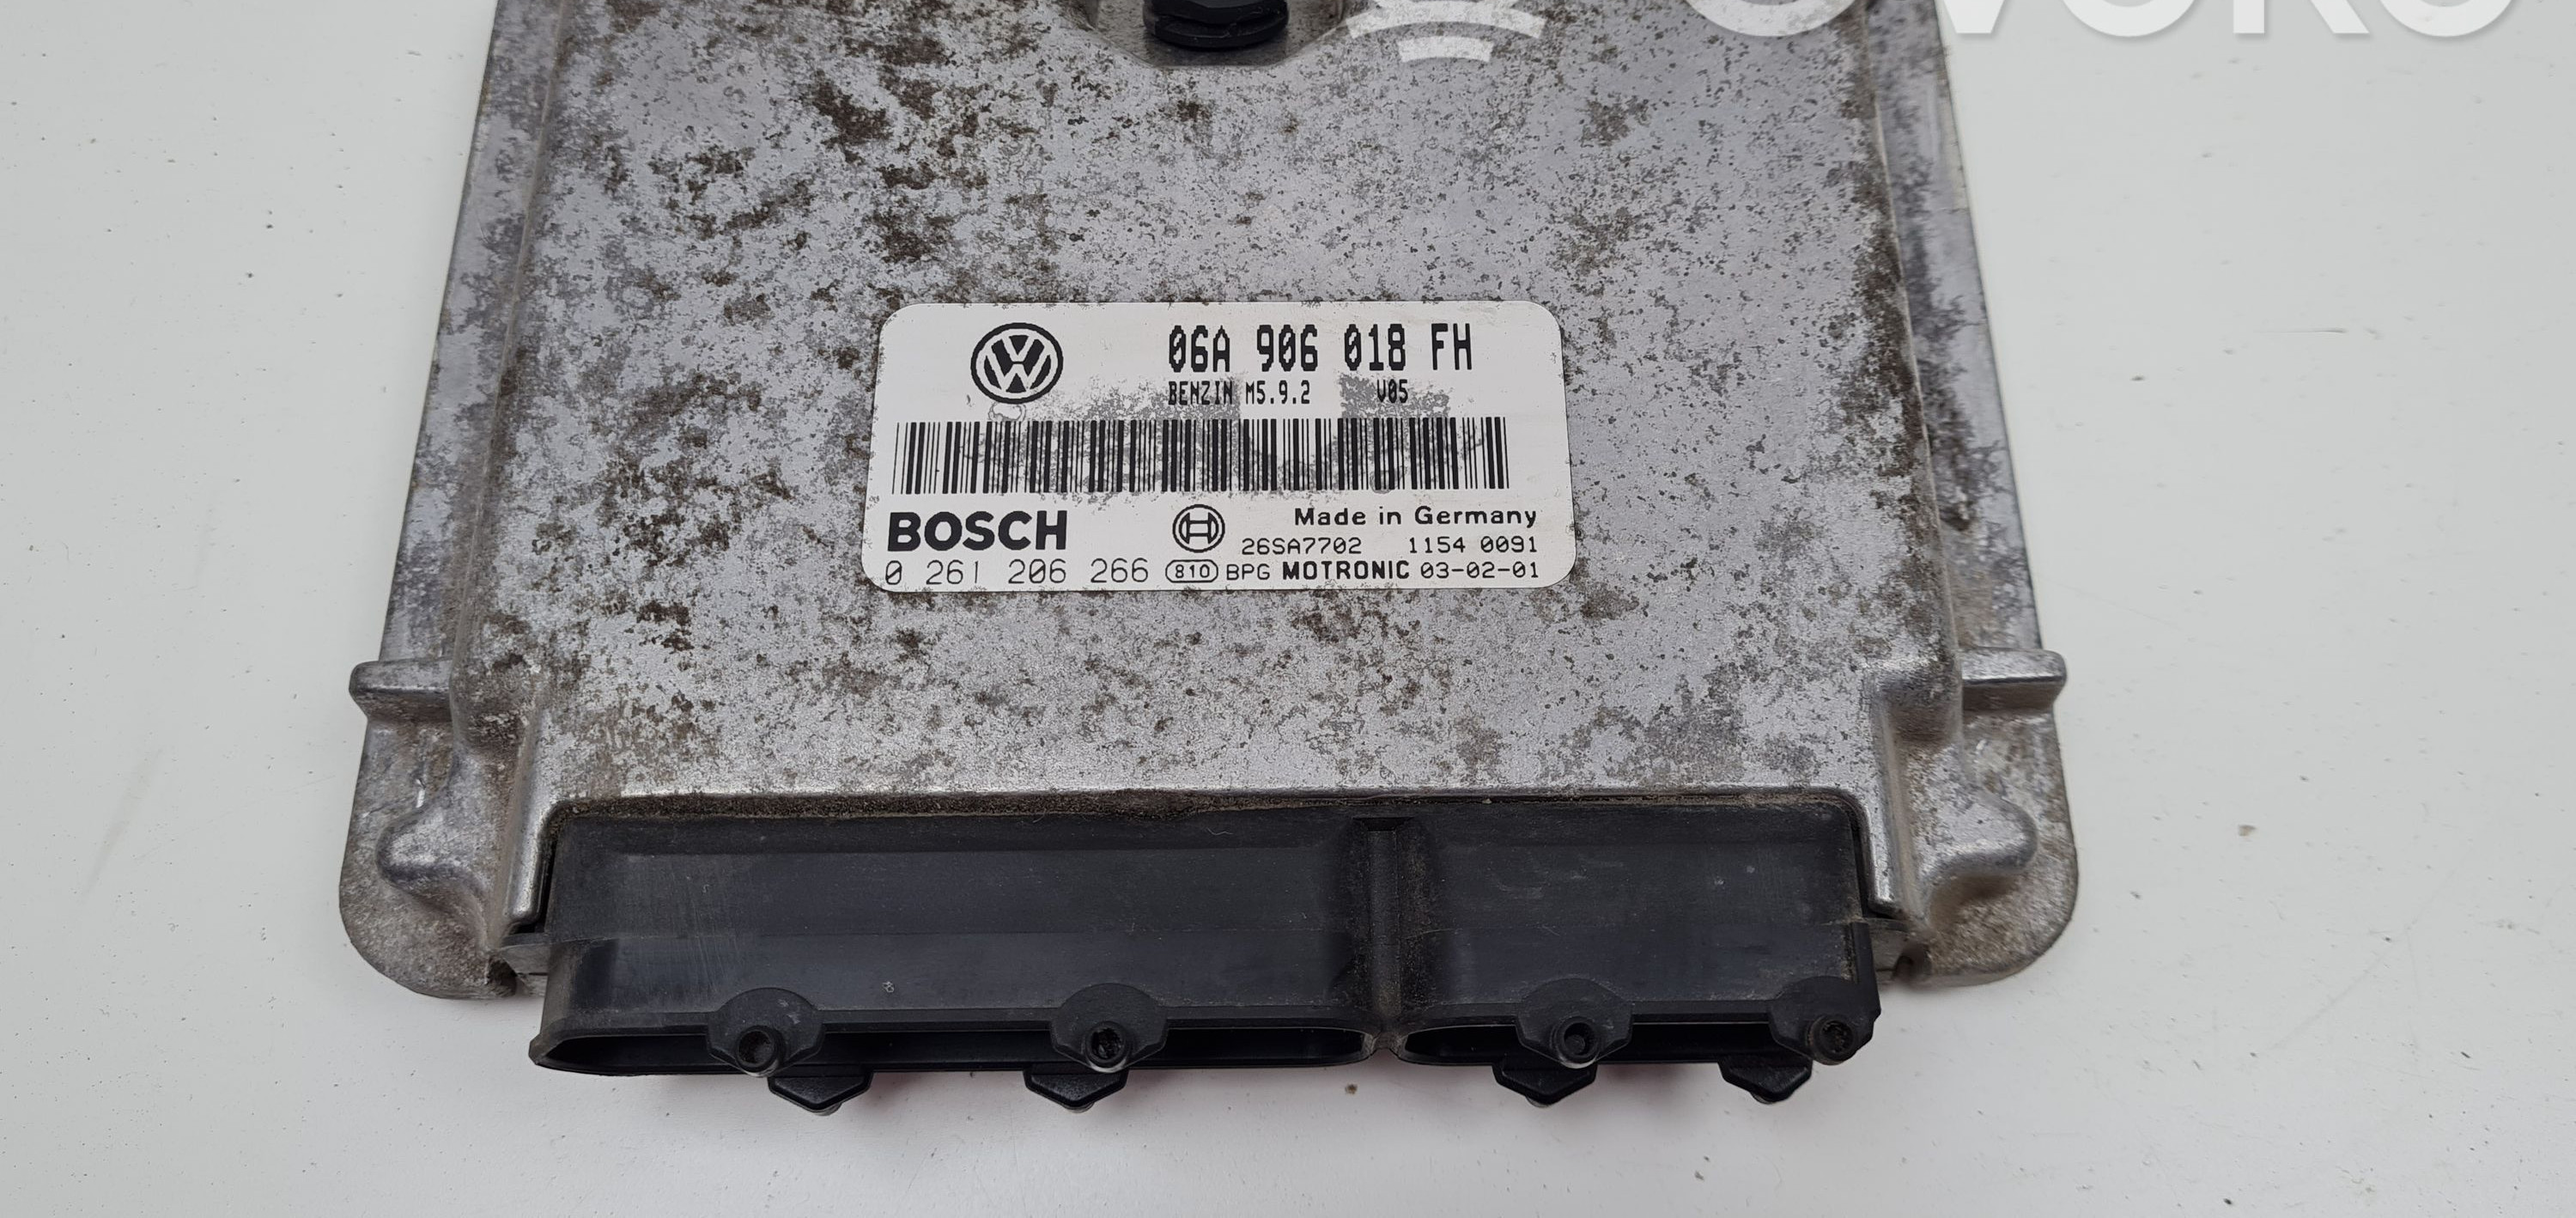 06A 906 018 FH
BENZIN M5.9.2 V05
BOSCH
Made in Germany
26SA7702 1154 0091
0 261 206 266 810 BPG MOTRONIC 03-02-01